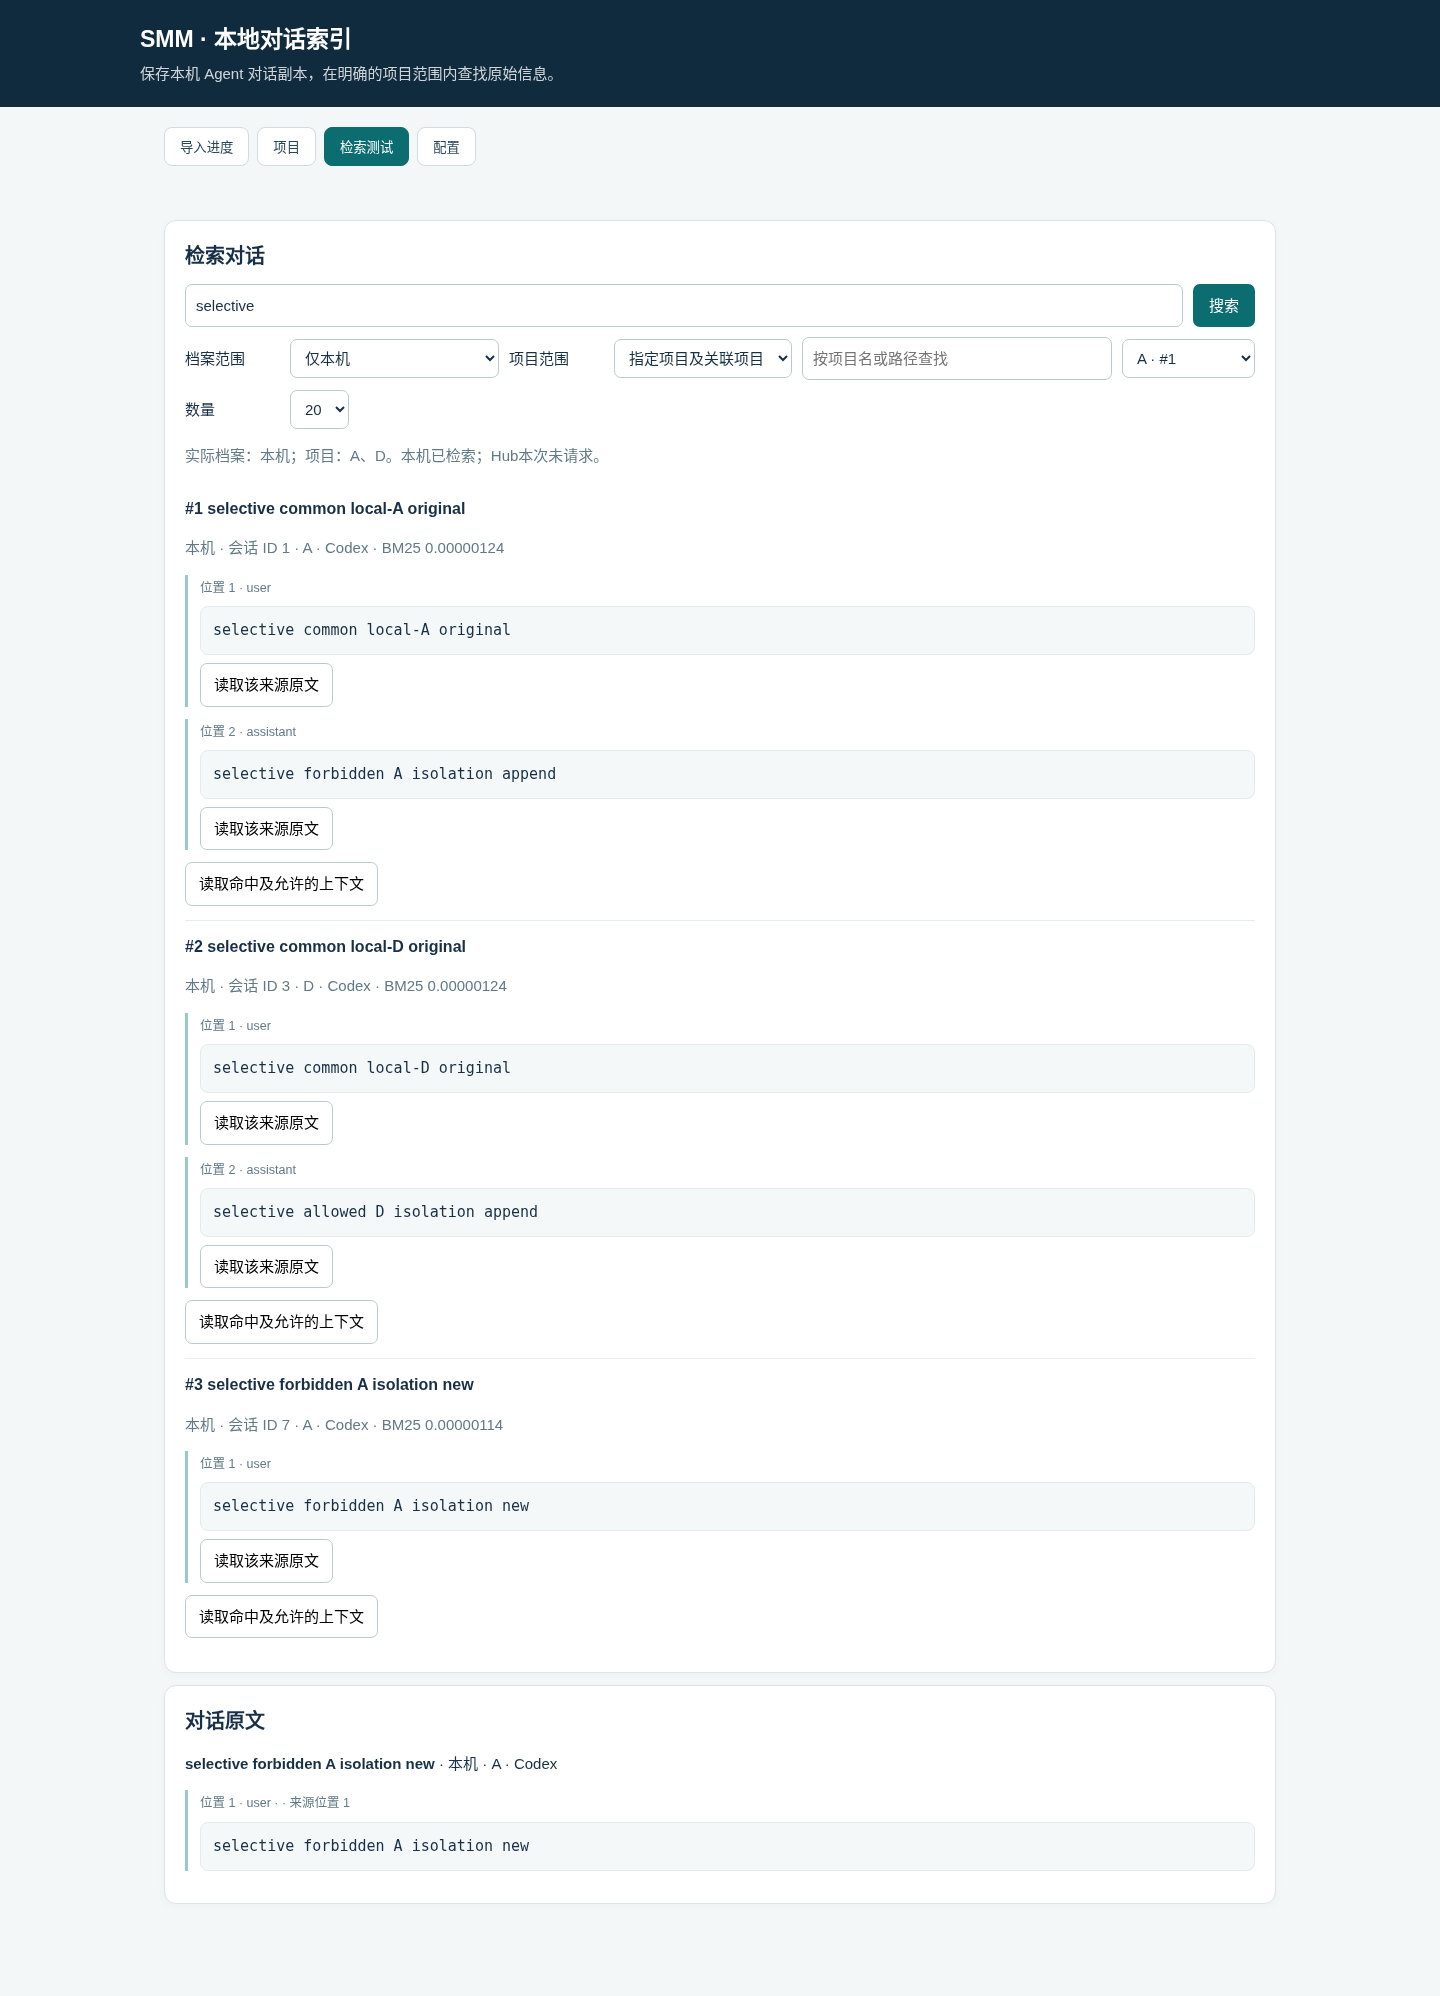 SMM · 本地对话索引
保存本机 Agent 对话副本，在明确的项目范围内查找原始信息。
导入进度 项目 检索测试 配置
检索对话
selective 搜索
档案范围 仅本机 项目范围 指定项目及关联项目 按项目名或路径查找 A · #1
数量 20
实际档案：本机；项目：A、D。本机已检索；Hub本次未请求。
#1 selective common local-A original
本机 · 会话 ID 1 · A · Codex · BM25 0.00000124
位置 1 · user
selective common local-A original
读取该来源原文
位置 2 · assistant
selective forbidden A isolation append
读取该来源原文
读取命中及允许的上下文
#2 selective common local-D original
本机 · 会话 ID 3 · D · Codex · BM25 0.00000124
位置 1 · user
selective common local-D original
读取该来源原文
位置 2 · assistant
selective allowed D isolation append
读取该来源原文
读取命中及允许的上下文
#3 selective forbidden A isolation new
本机 · 会话 ID 7 · A · Codex · BM25 0.00000114
位置 1 · user
selective forbidden A isolation new
读取该来源原文
读取命中及允许的上下文
对话原文
selective forbidden A isolation new · 本机 · A · Codex
位置 1 · user · · 来源位置 1
selective forbidden A isolation new